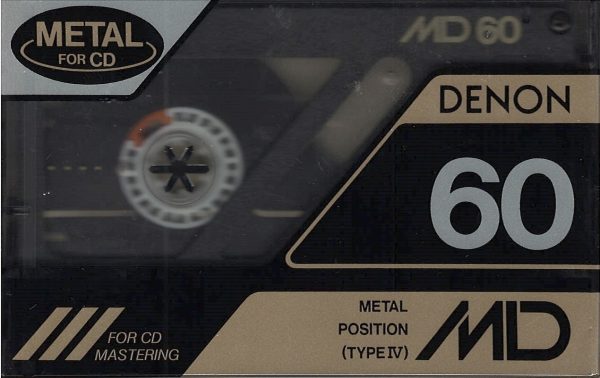 METAL
FOR CD
MD 60
DENON
60
FOR CD
MASTERING
METAL
POSITION
(TYPE IV)
MD